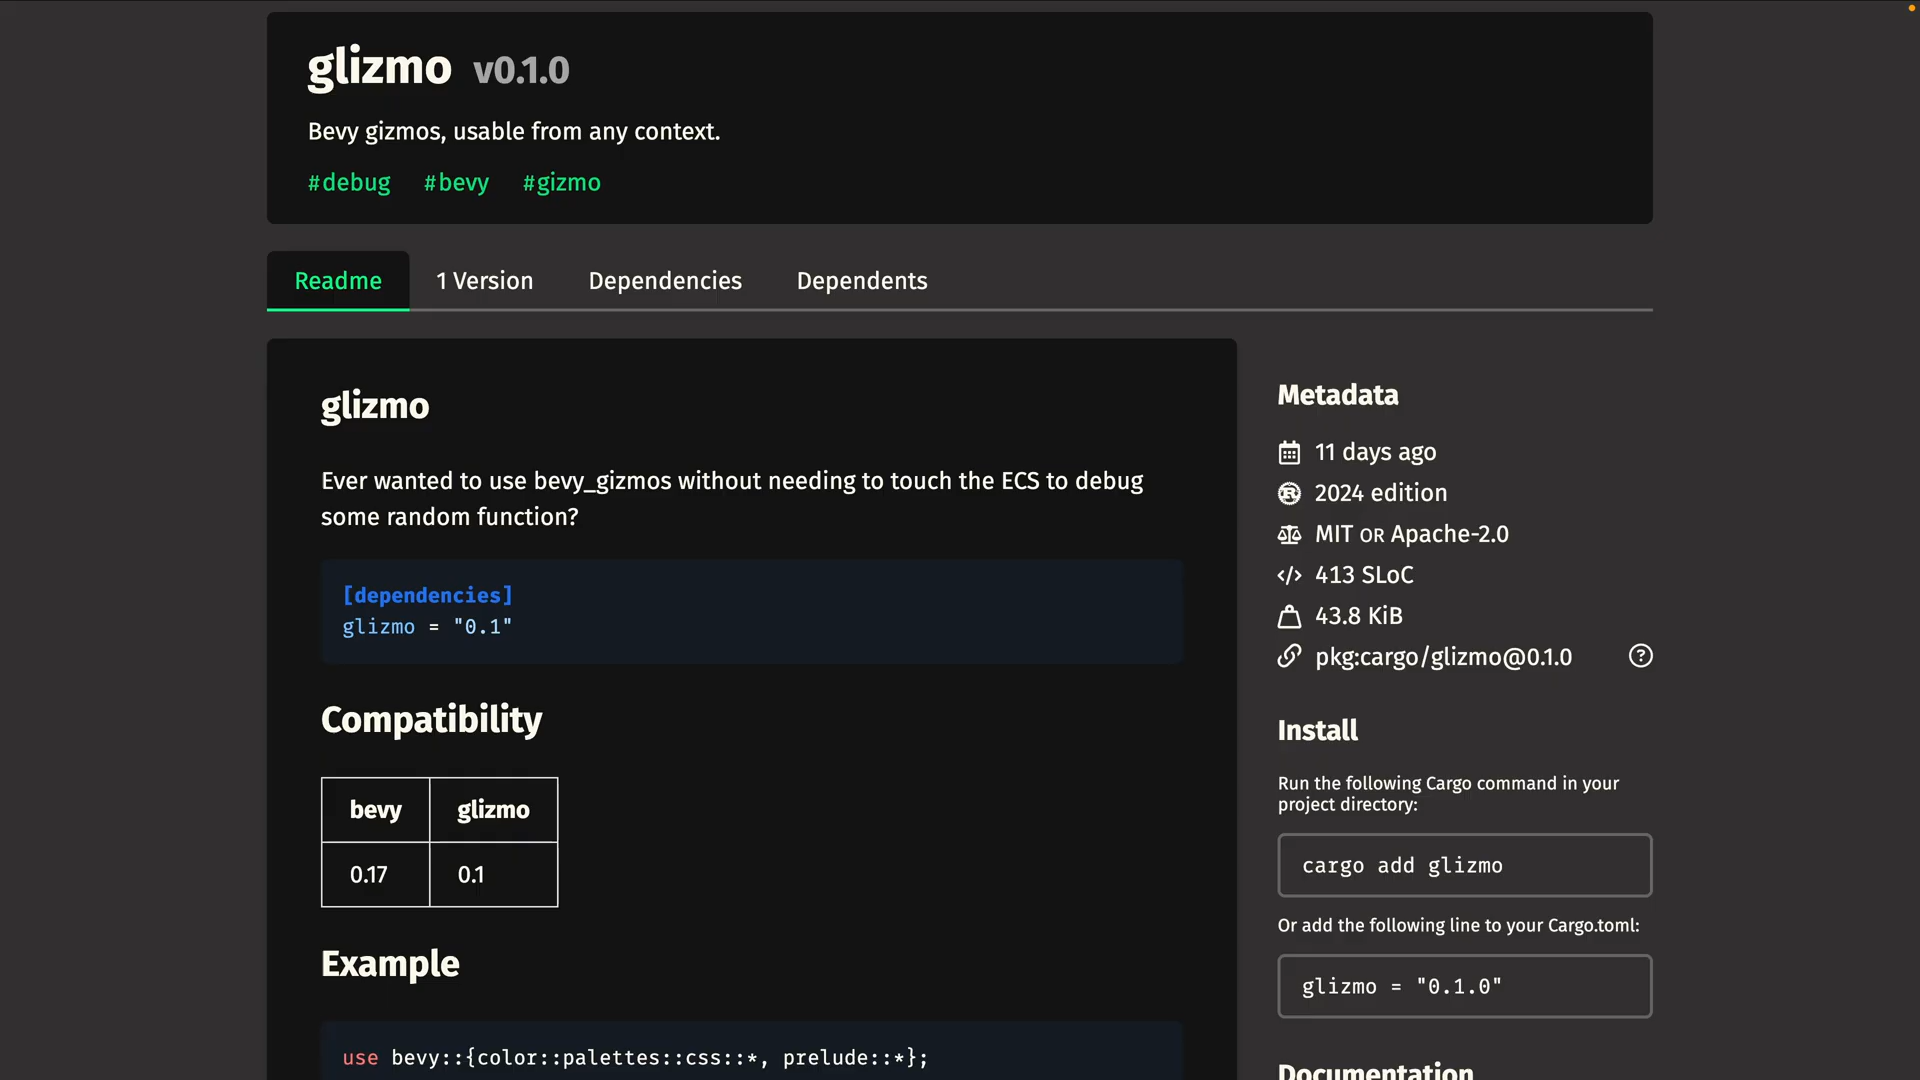 glizmo v0.1.0
Bevy gizmos, usable from any context.
#debug #bevy #gizmo
Readme 1 Version Dependencies Dependents
glizmo
Ever wanted to use bevy_gizmos without needing to touch the ECS to debug
some random function?
[dependencies]
glizmo = "0.1"
Compatibility
bevy glizmo
0.17 0.1
Example
use bevy::{color::palettes::css::*, prelude::*};
Metadata
11 days ago
2024 edition
MIT OR Apache-2.0
413 SLoC
43.8 KiB
pkg:cargo/glizmo@0.1.0
Install
Run the following Cargo command in your
project directory:
cargo add glizmo
Or add the following line to your Cargo.toml:
glizmo = "0.1.0"
Documentation